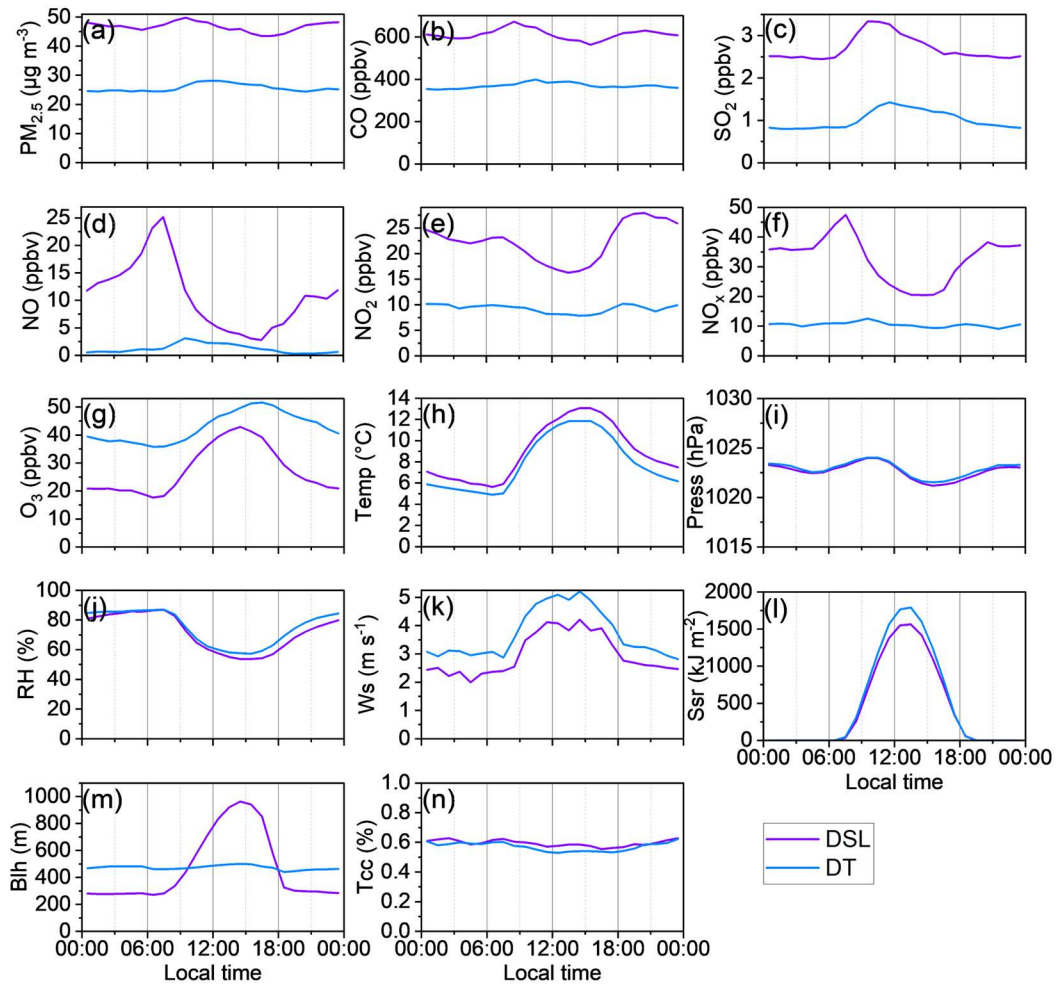 (a)
PM2.5 (µg m-3)
50
40
30
20
10
0
(b)
CO (ppbv)
600
400
200
0
(c)
SO2 (ppbv)
3
2
1
0
(d)
NO (ppbv)
25
20
15
10
5
0
(e)
NO2 (ppbv)
25
20
15
10
5
0
(f)
NOx (ppbv)
50
40
30
20
10
0
(g)
O3 (ppbv)
50
40
30
20
10
0
(h)
Temp (°C)
14
12
10
8
6
4
2
0
(i)
Press (hPa)
1030
1025
1020
1015
(j)
RH (%)
100
80
60
40
20
0
(k)
Ws (m s-1)
5
4
3
2
1
0
(l)
Ssr (kJ m-2)
2000
1500
1000
500
0
00:00 06:00 12:00 18:00 00:00
Local time
(m)
Blh (m)
1000
800
600
400
200
0
00:00 06:00 12:00 18:00 00:00
Local time
(n)
Tcc (%)
1.0
0.8
0.6
0.4
0.2
0.0
00:00 06:00 12:00 18:00 00:00
Local time
DSL
DT